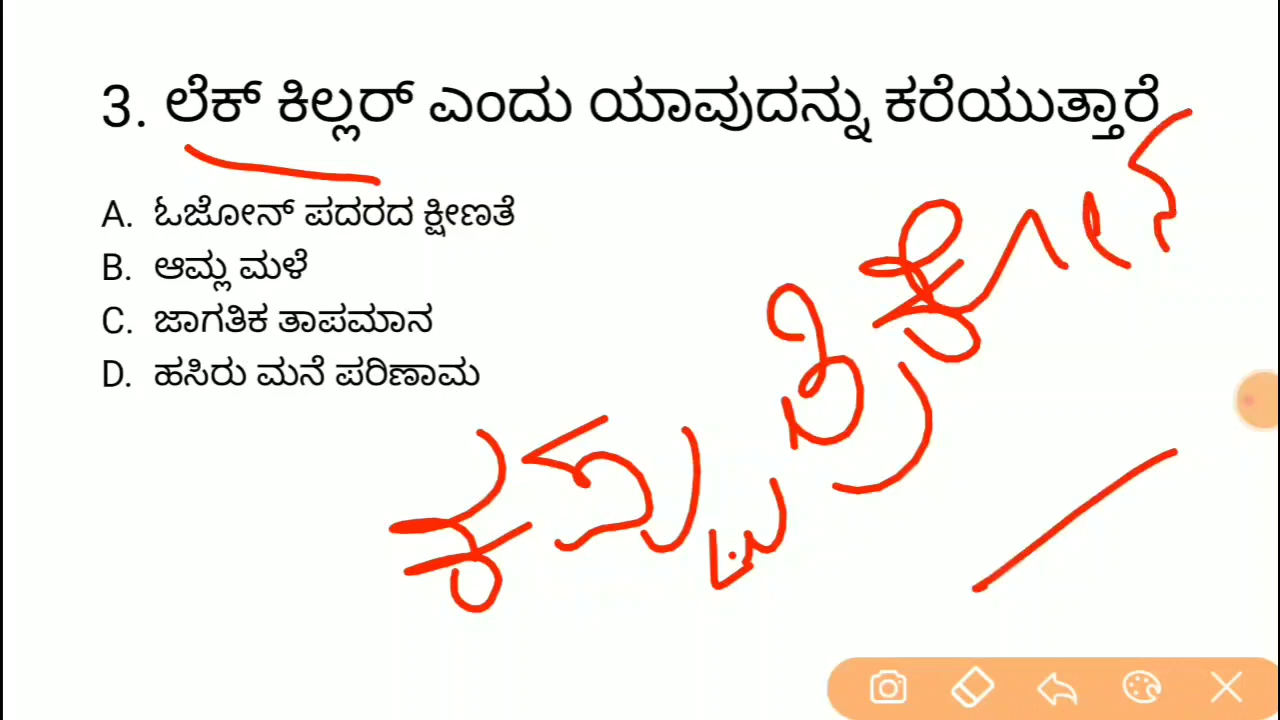 3. ಲೆಕ್ ಕಿಲ್ಲರ್ ಎಂದು ಯಾವುದನ್ನು ಕರೆಯುತ್ತಾರೆ
A. ಓಜೋನ್ ಪದರದ ಕ್ಷೀಣತೆ
B. ಆಮ್ಲ ಮಳೆ
C. ಜಾಗತಿಕ ತಾಪಮಾನ
D. ಹಸಿರು ಮನೆ ಪರಿಣಾಮ